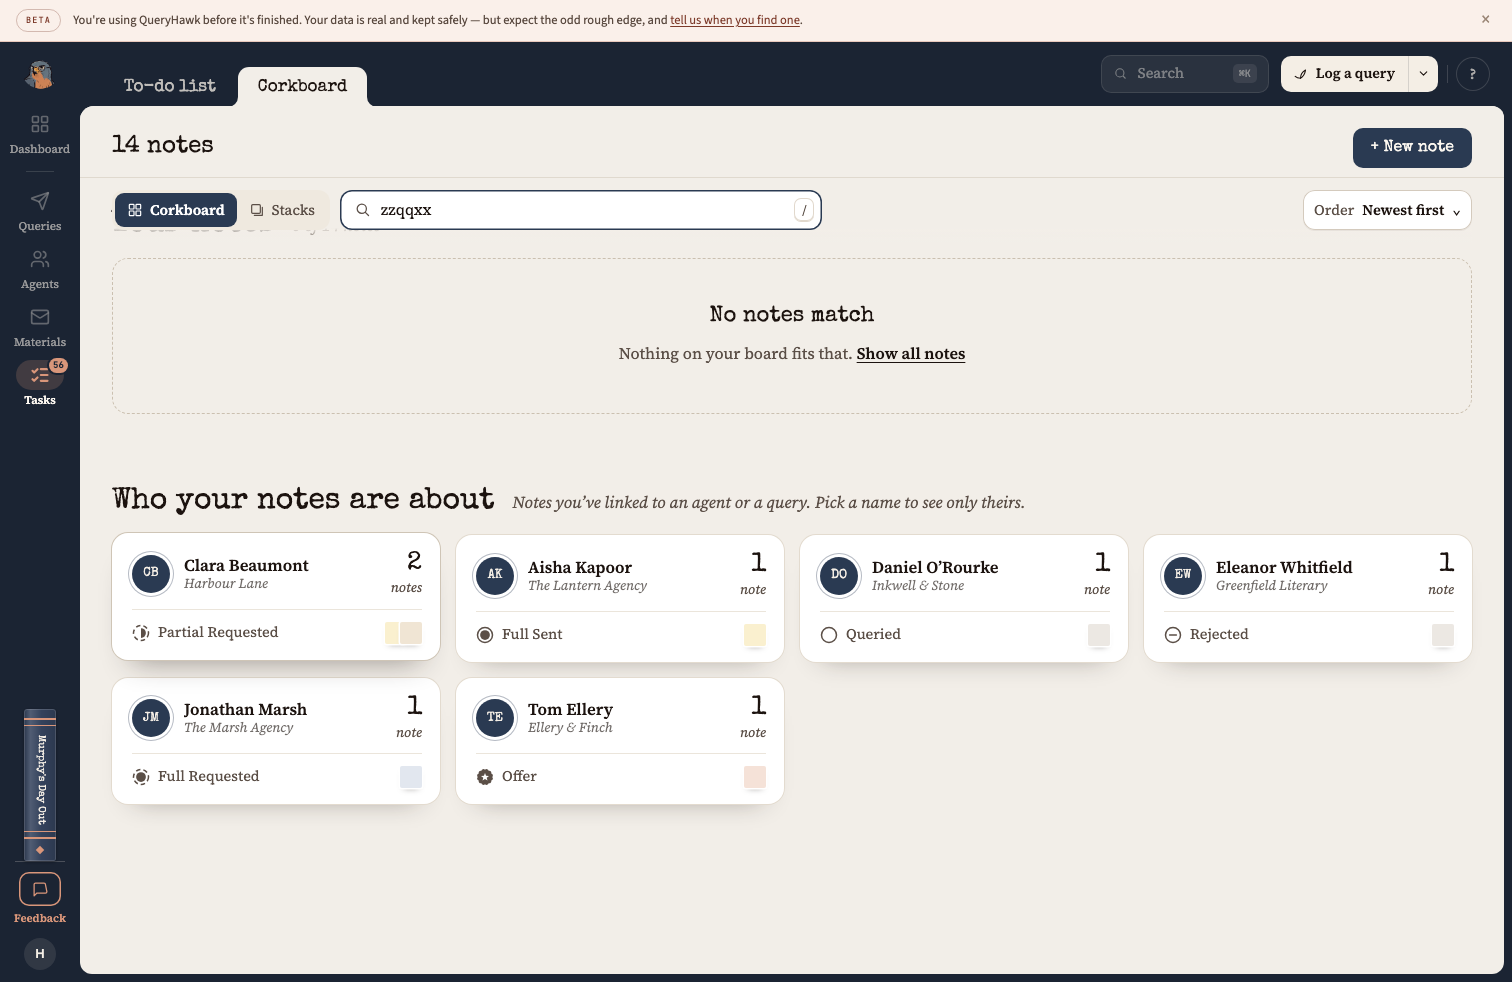 BETA
You're using QueryHawk before it's finished. Your data is real and kept safely — but expect the odd rough edge, and tell us when you find one.
×
To-do list
Corkboard
Search
⌘K
Log a query
?
Dashboard
Queries
Agents
Materials
56
Tasks
Murphy's Day Out
Feedback
H
14 notes
+ New note
Corkboard
Stacks
zzqqxx
/
Order Newest first
No notes match
Nothing on your board fits that. Show all notes
Who your notes are about
Notes you’ve linked to an agent or a query. Pick a name to see only theirs.
CB
Clara Beaumont
Harbour Lane
2
notes
Partial Requested
AK
Aisha Kapoor
The Lantern Agency
1
note
Full Sent
DO
Daniel O’Rourke
Inkwell & Stone
1
note
Queried
EW
Eleanor Whitfield
Greenfield Literary
1
note
Rejected
JM
Jonathan Marsh
The Marsh Agency
1
note
Full Requested
TE
Tom Ellery
Ellery & Finch
1
note
Offer